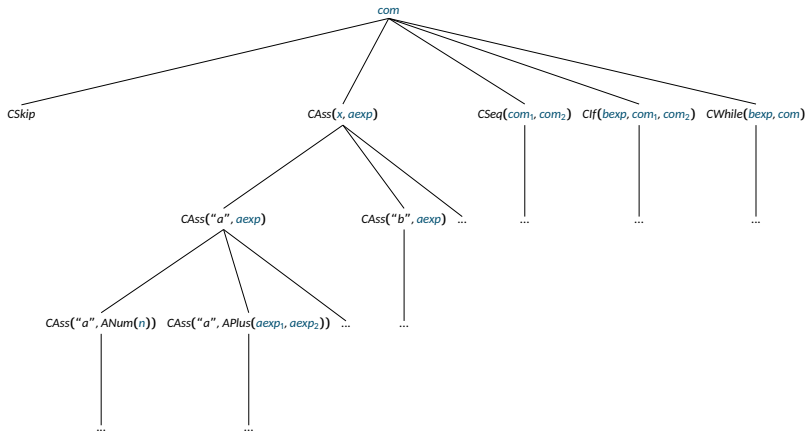 com
CSkip CAss(x, aexp) CSeq(com₁, com₂) CIf(bexp, com₁, com₂) CWhile(bexp, com)
CAss(“a”, aexp) CAss(“b”, aexp) ... ... ... ...
CAss(“a”, ANum(n)) CAss(“a”, APlus(aexp₁, aexp₂)) ... ...
... ...